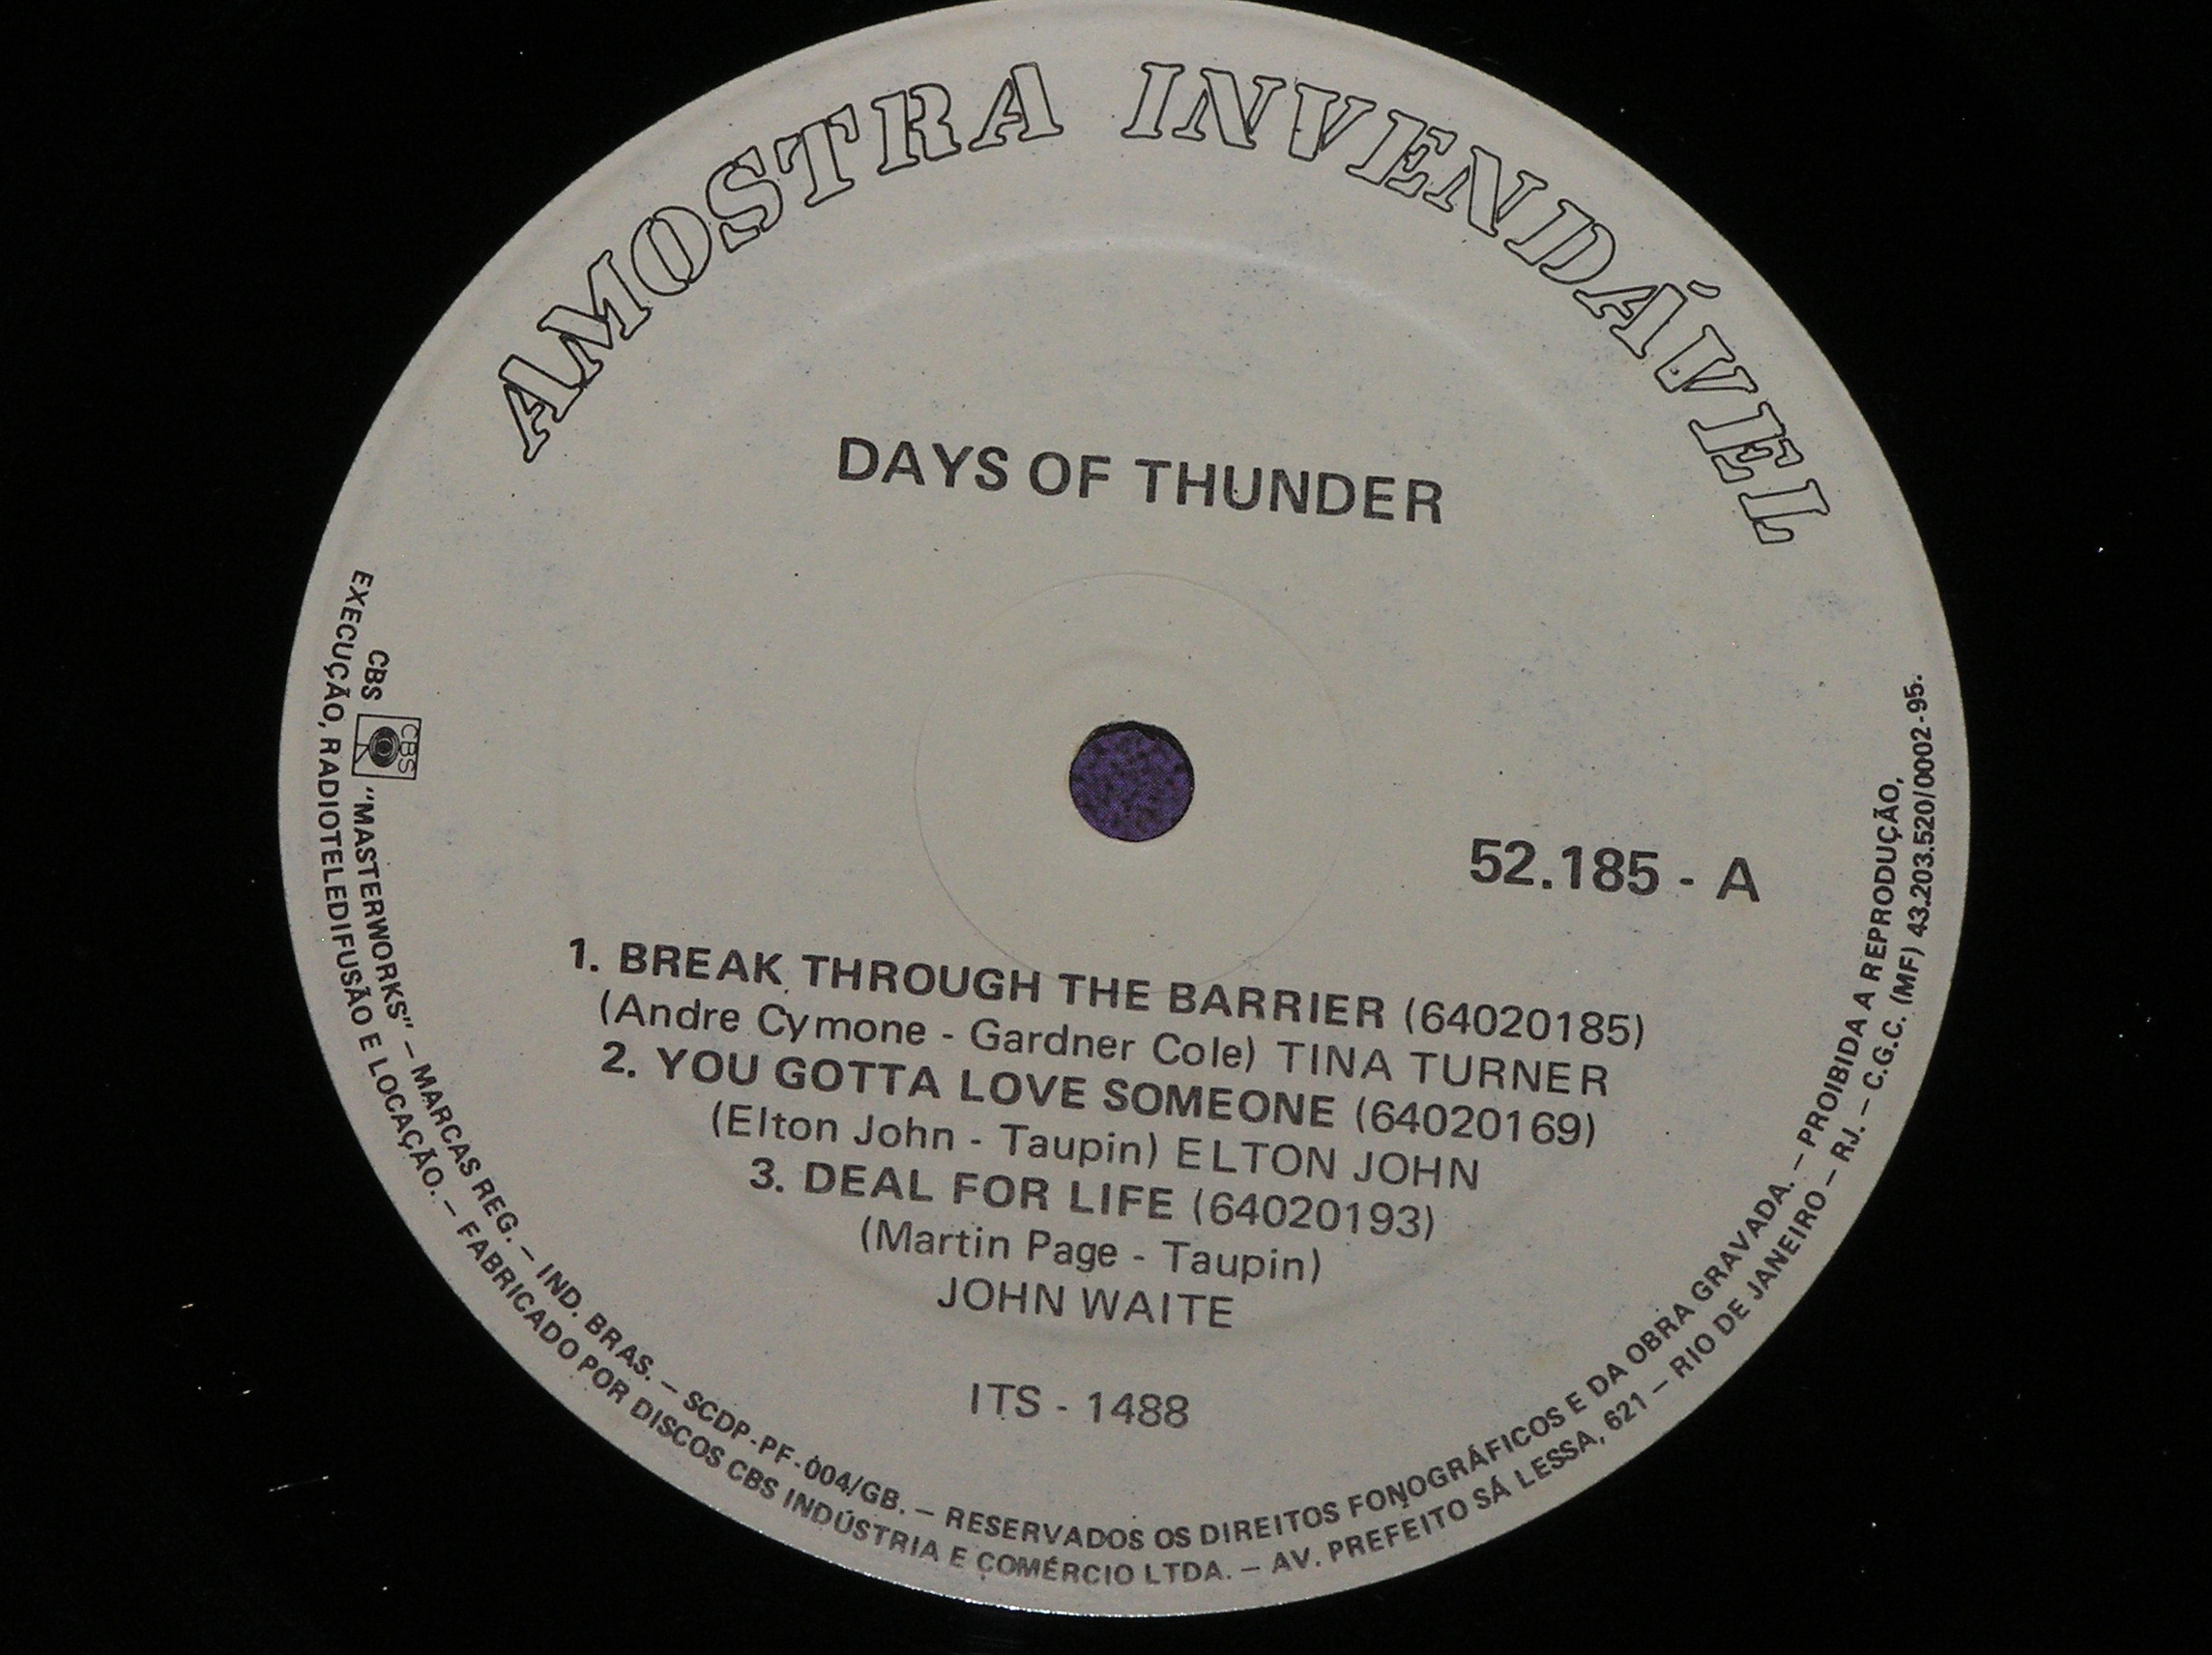 AMOSTRA INVENDÁVEL
DAYS OF THUNDER
52.185 - A
1. BREAK THROUGH THE BARRIER (64020185)
(Andre Cymone - Gardner Cole) TINA TURNER
2. YOU GOTTA LOVE SOMEONE (64020169)
(Elton John - Taupin) ELTON JOHN
3. DEAL FOR LIFE (64020193)
(Martin Page - Taupin)
JOHN WAITE
ITS - 1488
CBS CBS "MASTERWORKS" – MARCAS REG. – IND. BRAS. – SCDP-PF-004/GB. – RESERVADOS OS DIREITOS FONOGRÁFICOS E DA OBRA GRAVADA. – PROIBIDA A REPRODUÇÃO,
EXECUÇÃO, RADIOTELEDIFUSÃO E LOCAÇÃO. – FABRICADO POR DISCOS CBS INDÚSTRIA E COMÉRCIO LTDA. – AV. PREFEITO SÁ LESSA, 621 – RIO DE JANEIRO – RJ. – C.G.C. (MF) 43.203.520/0002-95.